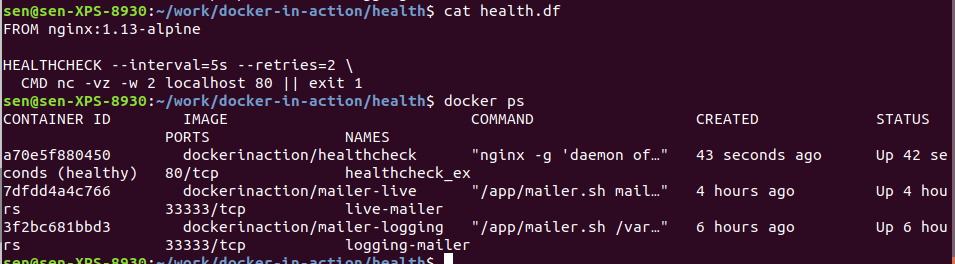 sen@sen-XPS-8930:~/work/docker-in-action/health$ cat health.df
FROM nginx:1.13-alpine

HEALTHCHECK --interval=5s --retries=2 \
  CMD nc -vz -w 2 localhost 80 || exit 1
sen@sen-XPS-8930:~/work/docker-in-action/health$ docker ps
CONTAINER ID        IMAGE                           COMMAND                  CREATED             STATUS
                  PORTS               NAMES
a70e5f880450        dockerinaction/healthcheck      "nginx -g 'daemon of…"   43 seconds ago      Up 42 se
conds (healthy)   80/tcp              healthcheck_ex
7dfdd4a4c766        dockerinaction/mailer-live      "/app/mailer.sh mail…"   4 hours ago         Up 4 hou
rs                33333/tcp           live-mailer
3f2bc681bbd3        dockerinaction/mailer-logging   "/app/mailer.sh /var…"   6 hours ago         Up 6 hou
rs                33333/tcp           logging-mailer
sen@sen-XPS-8930:~/work/docker-in-action/health$